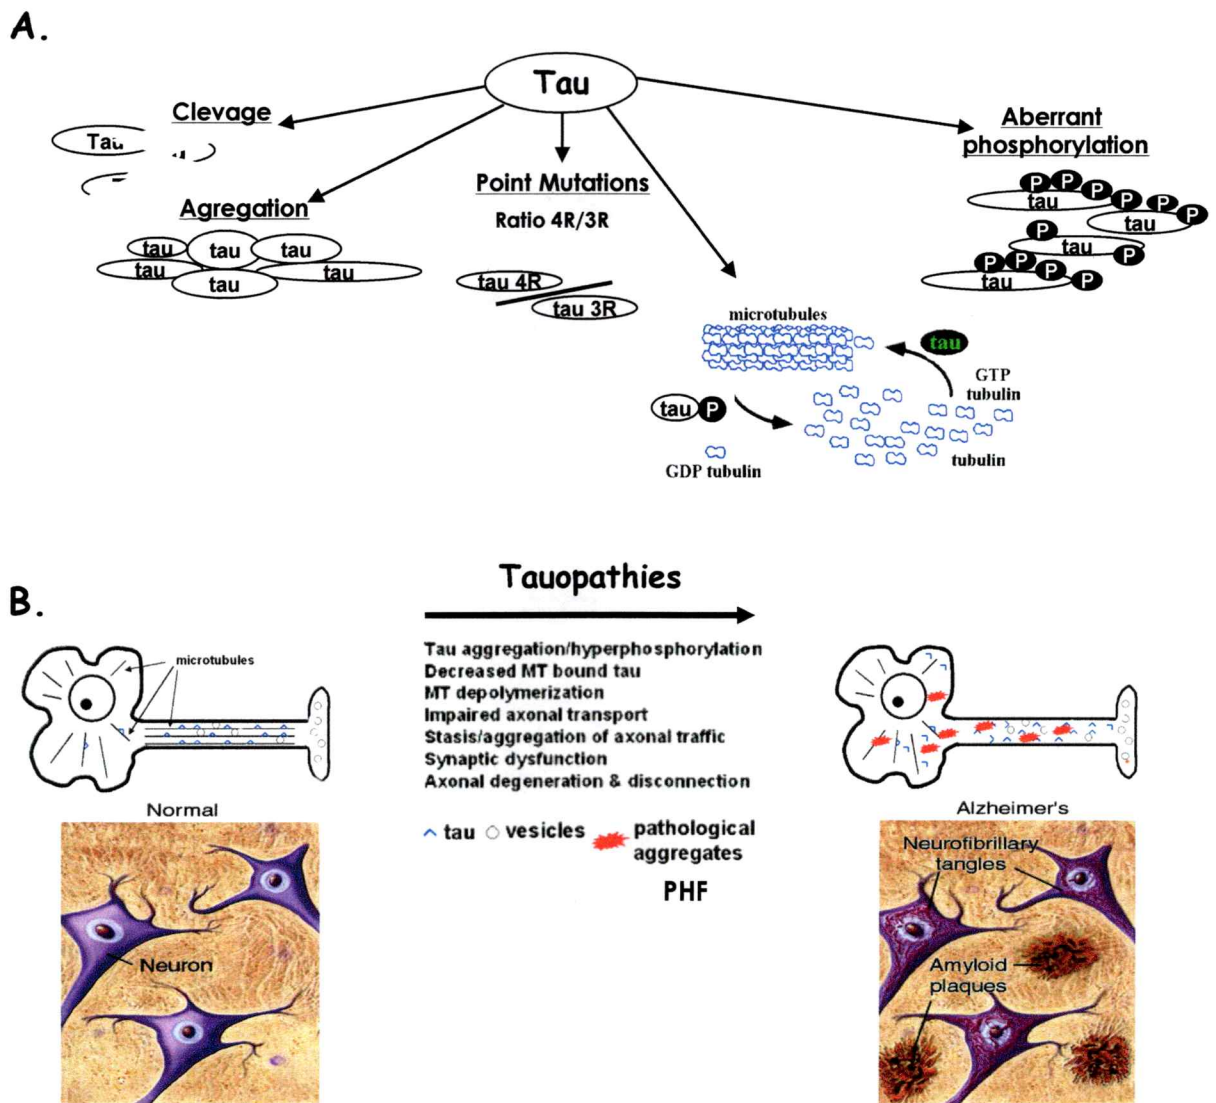 A.
Tau
Clevage
Tau
Agregation
tau
tau
tau
tau
tau
tau
Point Mutations
Ratio 4R/3R
tau 4R
tau 3R
Aberrant
phosphorylation
P
P
P
P
P
P
tau
tau
P
tau
P
P
P
P
P
tau
microtubules
tau
GTP
tubulin
tau
P
GDP tubulin
tubulin
B.
Tauopathies
microtubules
Tau aggregation/hyperphosphorylation
Decreased MT bound tau
MT depolymerization
Impaired axonal transport
Stasis/aggregation of axonal traffic
Synaptic dysfunction
Axonal degeneration & disconnection
tau vesicles pathological
aggregates
PHF
Normal
Neuron
Alzheimer's
Neurofibrillary
tangles
Amyloid
plaques